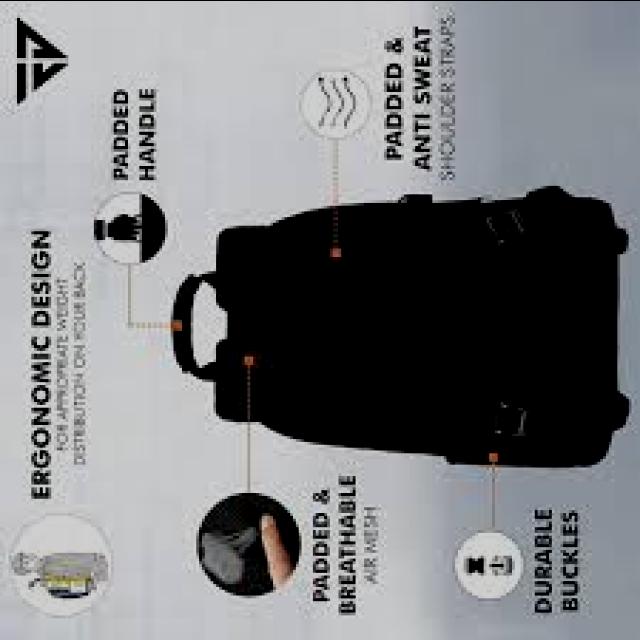 ERGONOMIC DESIGN
FOR APPROPRIATE WEIGHT
DISTRIBUTION ON YOUR BACK
PADDED
HANDLE
PADDED &
ANTI SWEAT
SHOULDER STRAPS
PADDED &
BREATHABLE
AIR MESH
DURABLE
BUCKLES